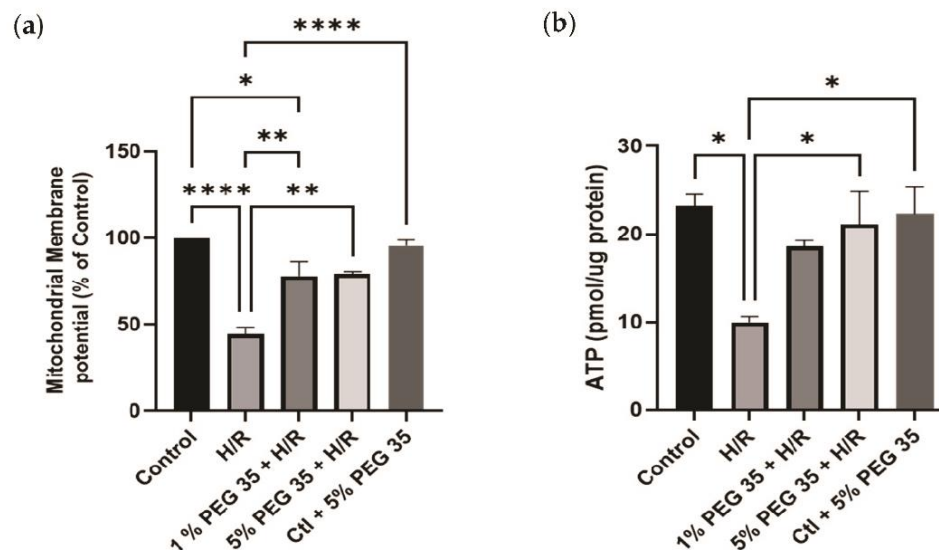 (a)
****
*
**
**** **
Mitochondrial Membrane
potential (% of Control)
150
100
50
0
Control
H/R
1% PEG 35 + H/R
5% PEG 35 + H/R
Ctl + 5% PEG 35
(b)
*
* *
ATP (pmol/ug protein)
30
20
10
0
Control
H/R
1% PEG 35 + H/R
5% PEG 35 + H/R
Ctl + 5% PEG 35